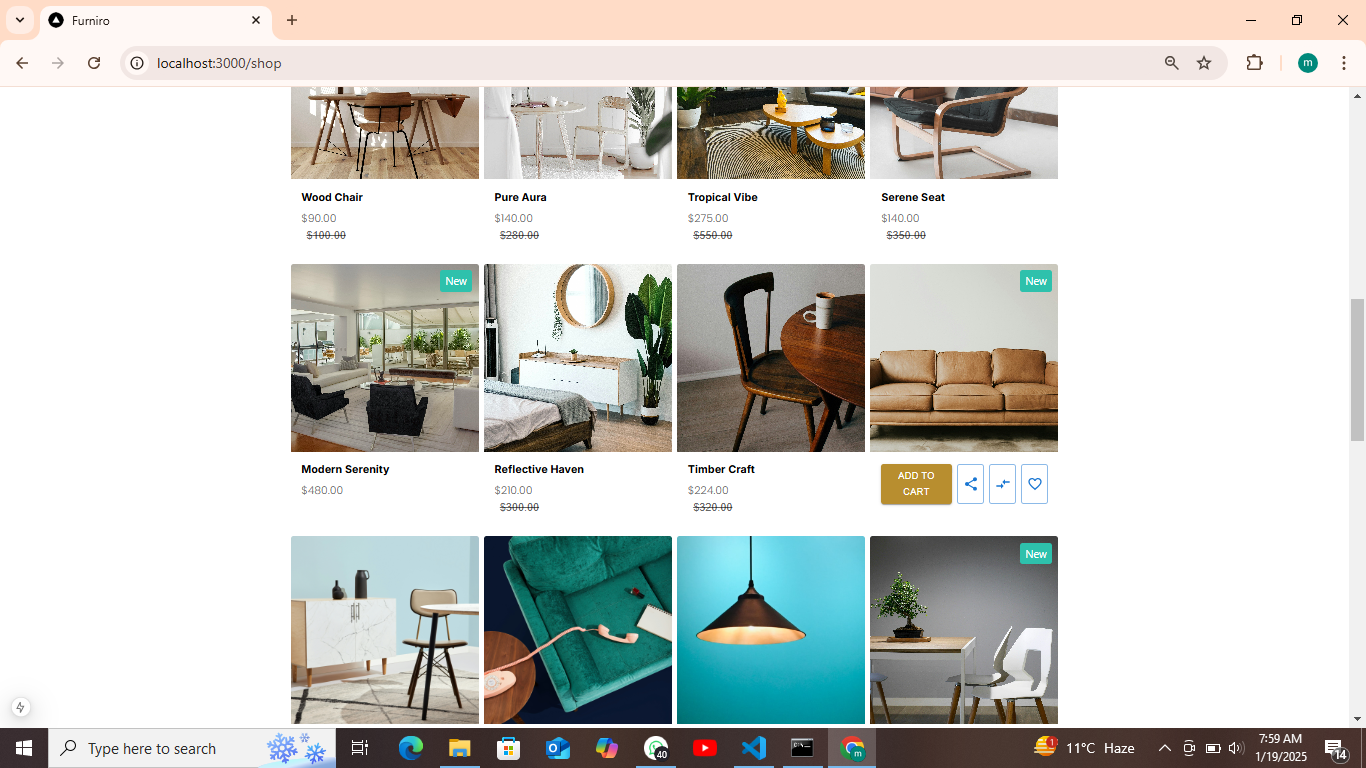 Furniro
localhost:3000/shop
m
Wood Chair
Pure Aura
Tropical Vibe
Serene Seat
$90.00
$140.00
$275.00
$140.00
$100.00
$280.00
$550.00
$350.00
New
New
Modern Serenity
Reflective Haven
Timber Craft
ADD TO
CART
$480.00
$210.00
$224.00
$300.00
$320.00
New
Type here to search
40
m
1
11°C Haze
7:59 AM
1/19/2025
14